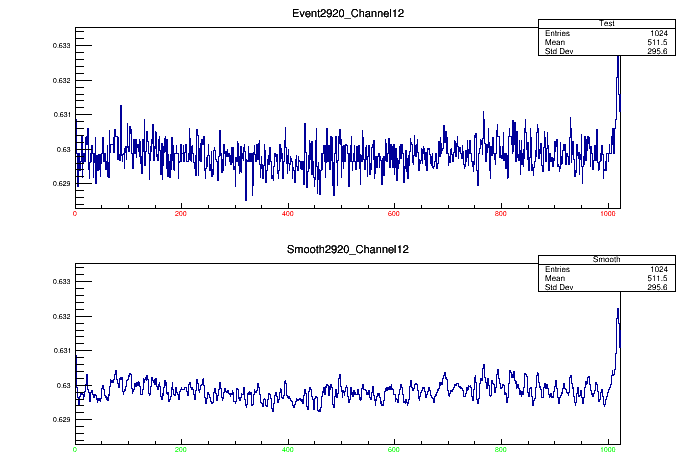 Event2920_Channel12
Test
Entries 1024
Mean 511.5
Std Dev 295.6
0.633
0.632
0.631
0.63
0.629
0 200 400 600 800 1000
Smooth2920_Channel12
Smooth
Entries 1024
Mean 511.5
Std Dev 295.6
0.633
0.632
0.631
0.63
0.629
0 200 400 600 800 1000